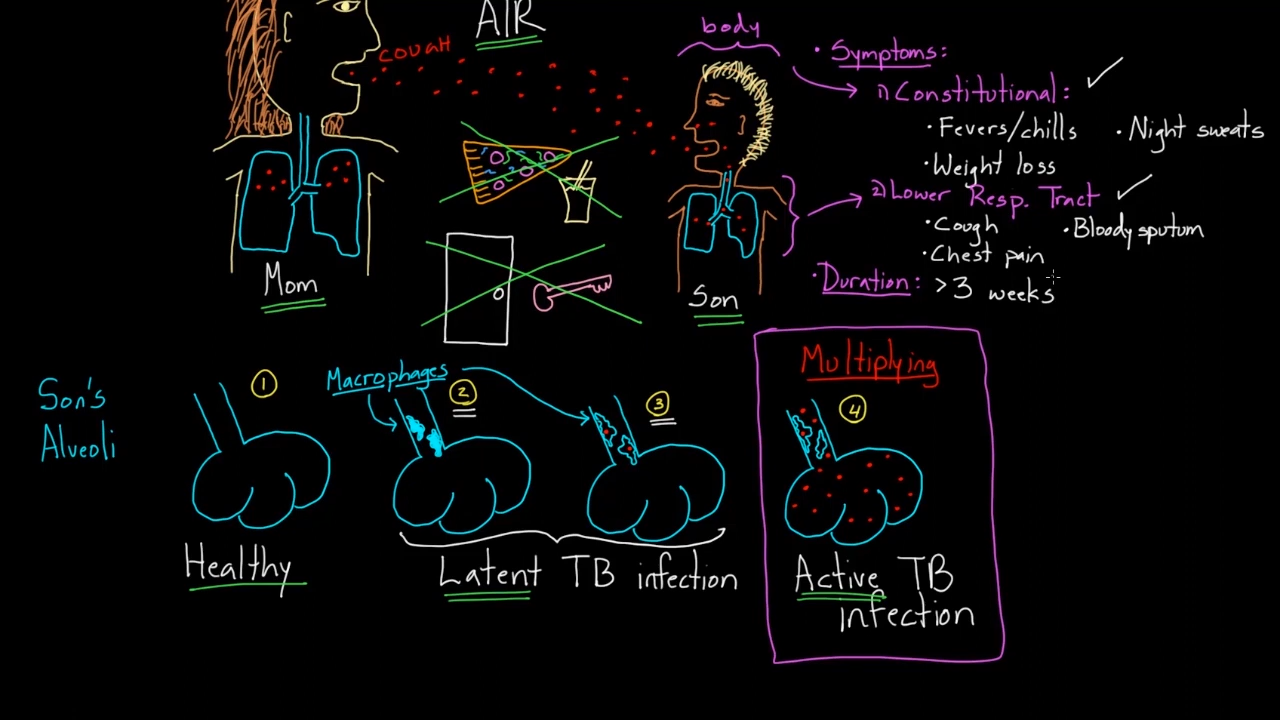 AIR
COUGH
body
• Symptoms:
1) Constitutional:
• Fevers/chills • Night sweats
• Weight loss
2) Lower Resp. Tract
• Cough • Bloody sputum
• Chest pain
• Duration: >3 weeks
Mom
Son
Son's
Alveoli
1
Macrophages
2
3
Multiplying
4
Healthy
Latent TB infection
Active TB
infection